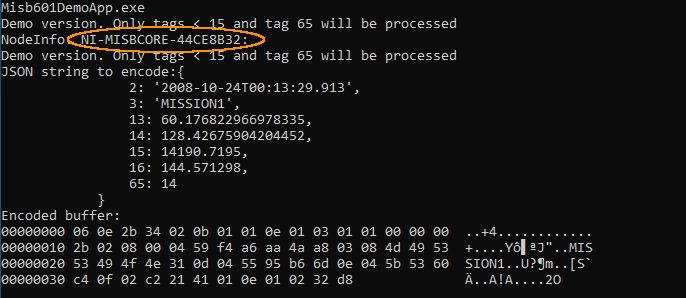 Misb601DemoApp.exe
Demo version. Only tags < 15 and tag 65 will be processed
NodeInfo: NI-MISBCORE-44CE8B32:
Demo version. Only tags < 15 and tag 65 will be processed
JSON string to encode:{
2: '2008-10-24T00:13:29.913',
3: 'MISSION1',
13: 60.176822966978335,
14: 128.42675904204452,
15: 14190.7195,
16: 144.571298,
65: 14
}
Encoded buffer:
00000000 06 0e 2b 34 02 0b 01 01 0e 01 03 01 01 00 00 00 ..+4............
00000010 2b 02 08 00 04 59 f4 a6 aa 4a a8 03 08 4d 49 53 +....Yô¦ªJ¨..MIS
00000020 53 49 4f 4e 31 0d 04 55 95 b6 6d 0e 04 5b 53 60 SION1..U?¶m..[S`
00000030 c4 0f 02 c2 21 41 01 0e 01 02 32 d8 Ä..A!A....2O